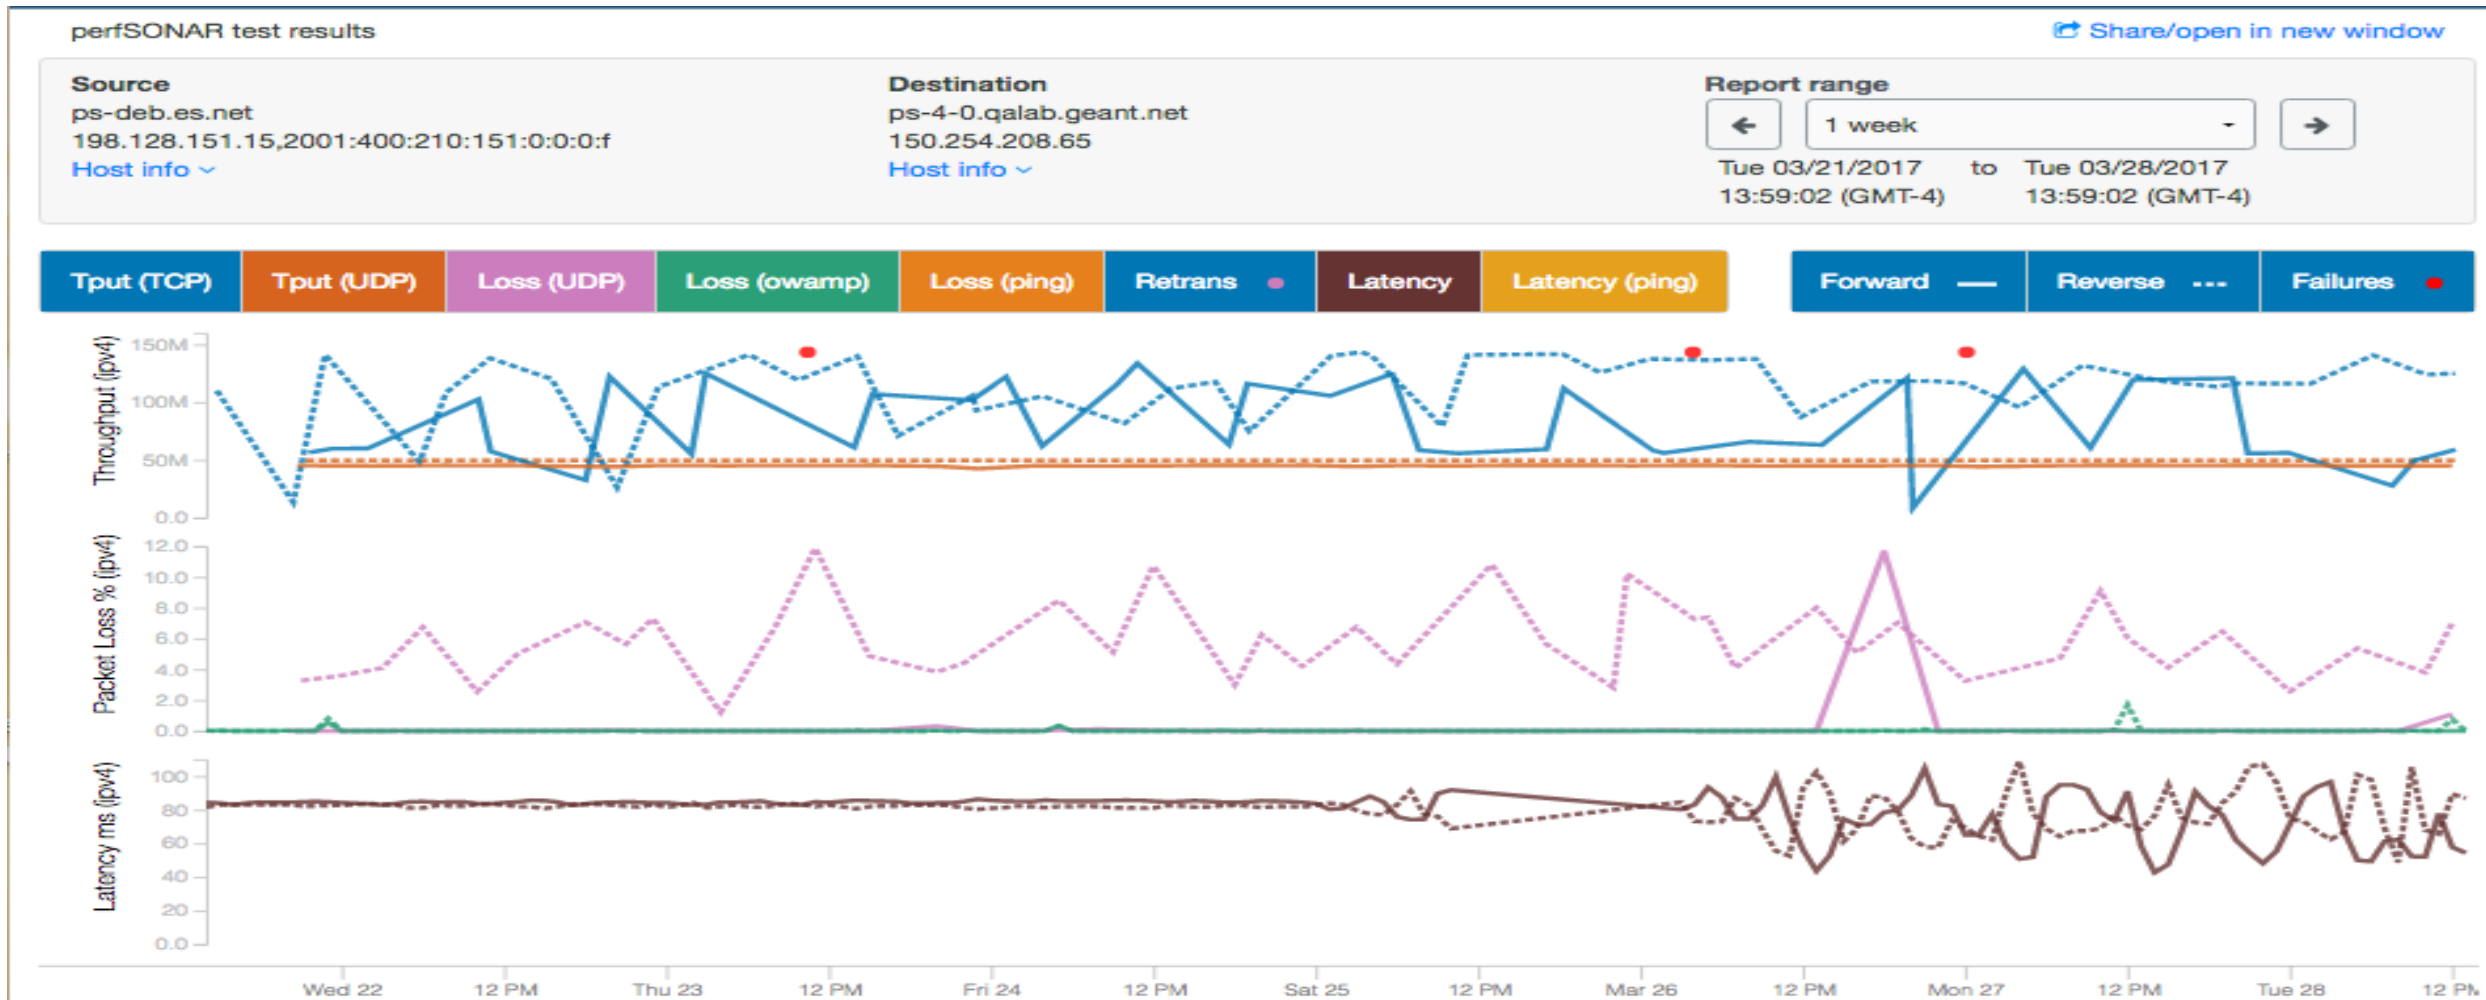 perfSONAR test results
Share/open in new window
Source
ps-deb.es.net
198.128.151.15,2001:400:210:151:0:0:0:f
Host info
Destination
ps-4-0.qalab.geant.net
150.254.208.65
Host info
Report range
1 week
Tue 03/21/2017 to Tue 03/28/2017
13:59:02 (GMT-4) 13:59:02 (GMT-4)
Tput (TCP) Tput (UDP) Loss (UDP) Loss (owamp) Loss (ping) Retrans Latency Latency (ping) Forward Reverse Failures
Throughput (ipv4)
150M
100M
50M
0.0
Packet Loss % (ipv4)
12.0
10.0
8.0
6.0
4.0
2.0
0.0
Latency ms (ipv4)
100
80
60
40
20
0.0
Wed 22 12 PM Thu 23 12 PM Fri 24 12 PM Sat 25 12 PM Mar 26 12 PM Mon 27 12 PM Tue 28 12 PM